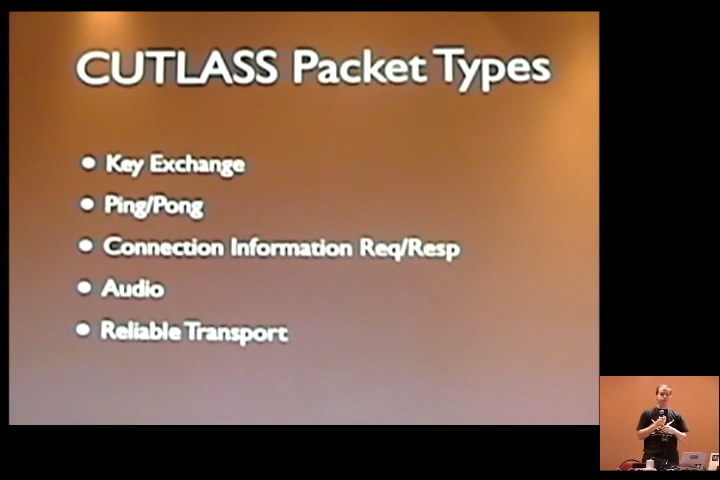 CUTLASS Packet Types
Key Exchange
Ping/Pong
Connection Information Req/Resp
Audio
Reliable Transport